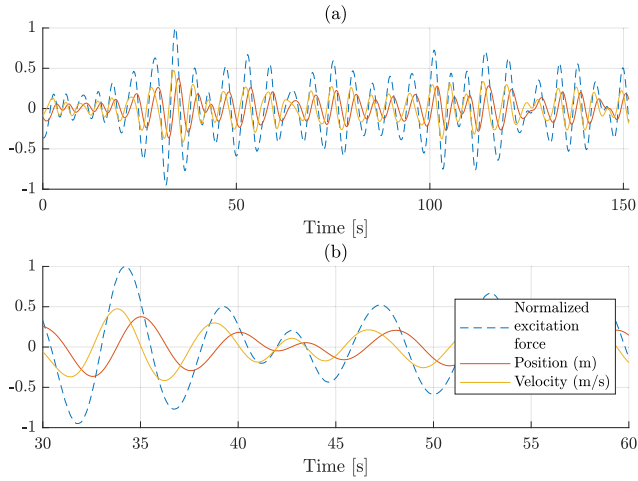 (a)
1
0.5
0
-0.5
-1
0 50 100 150
Time [s]
(b)
1
0.5
0
-0.5
-1
Normalized
excitation
force
Position (m)
Velocity (m/s)
30 35 40 45 50 55 60
Time [s]